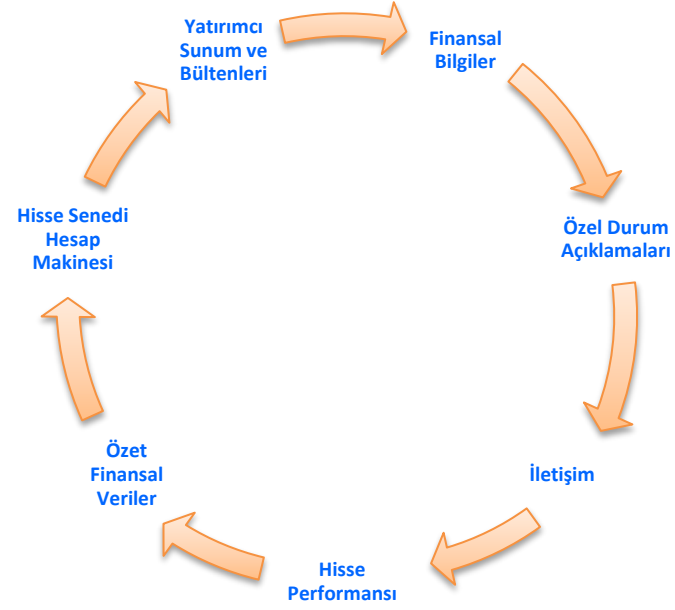 Yatırımcı
Sunum ve
Bültenleri
Finansal
Bilgiler
Özel Durum
Açıklamaları
İletişim
Hisse
Performansı
Özet
Finansal
Veriler
Hisse Senedi
Hesap
Makinesi